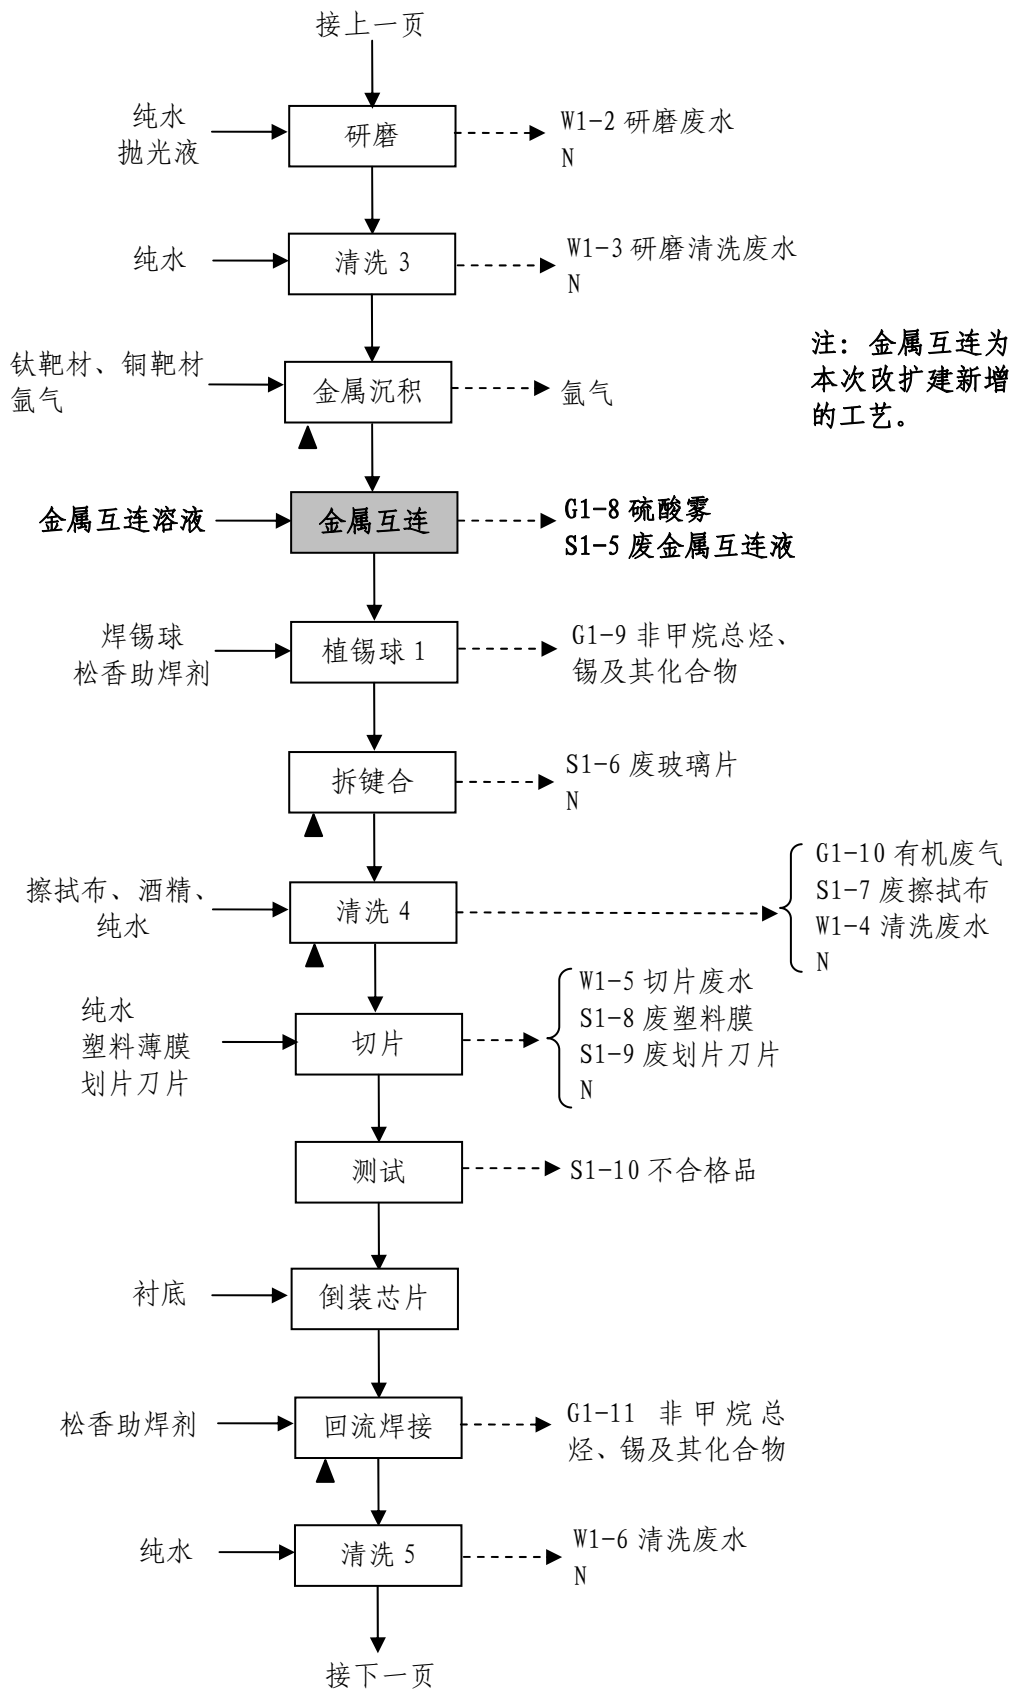 接上一页
纯水
抛光液
研磨
W1-2 研磨废水
N
纯水
清洗 3
W1-3 研磨清洗废水
N
钛靶材、铜靶材
氩气
金属沉积
氩气
注：金属互连为
本次改扩建新增
的工艺。
金属互连溶液
金属互连
G1-8 硫酸雾
S1-5 废金属互连液
焊锡球
松香助焊剂
植锡球 1
G1-9 非甲烷总烃、
锡及其化合物
拆键合
S1-6 废玻璃片
N
擦拭布、酒精、
纯水
清洗 4
G1-10 有机废气
S1-7 废擦拭布
W1-4 清洗废水
N
纯水
塑料薄膜
划片刀片
切片
W1-5 切片废水
S1-8 废塑料膜
S1-9 废划片刀片
N
测试
S1-10 不合格品
衬底
倒装芯片
松香助焊剂
回流焊接
G1-11 非甲烷总
烃、锡及其化合物
纯水
清洗 5
W1-6 清洗废水
N
接下一页